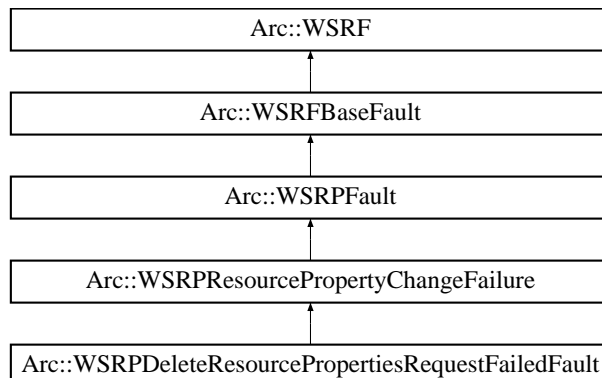 Arc::WSRF
Arc::WSRFBaseFault
Arc::WSRPFault
Arc::WSRPResourcePropertyChangeFailure
Arc::WSRPDeleteResourcePropertiesRequestFailedFault